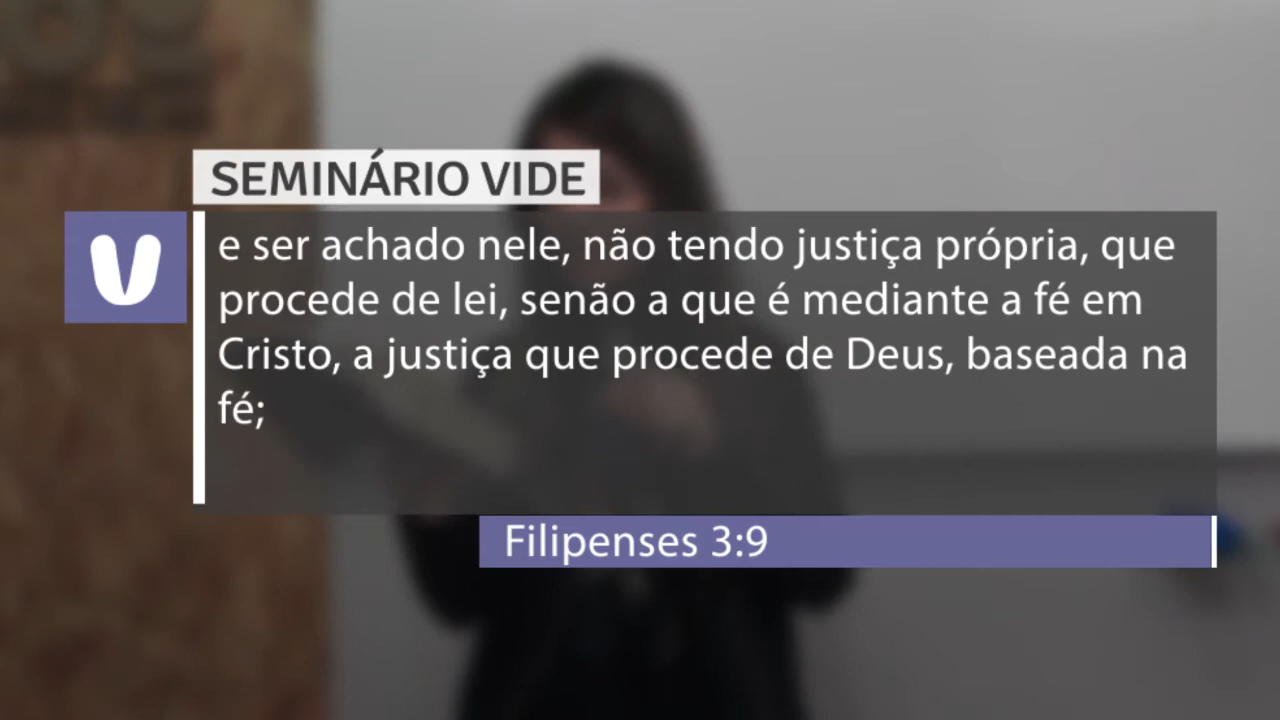 SEMINÁRIO VIDE
e ser achado nele, não tendo justiça própria, que
procede de lei, senão a que é mediante a fé em
Cristo, a justiça que procede de Deus, baseada na
fé;
Filipenses 3:9